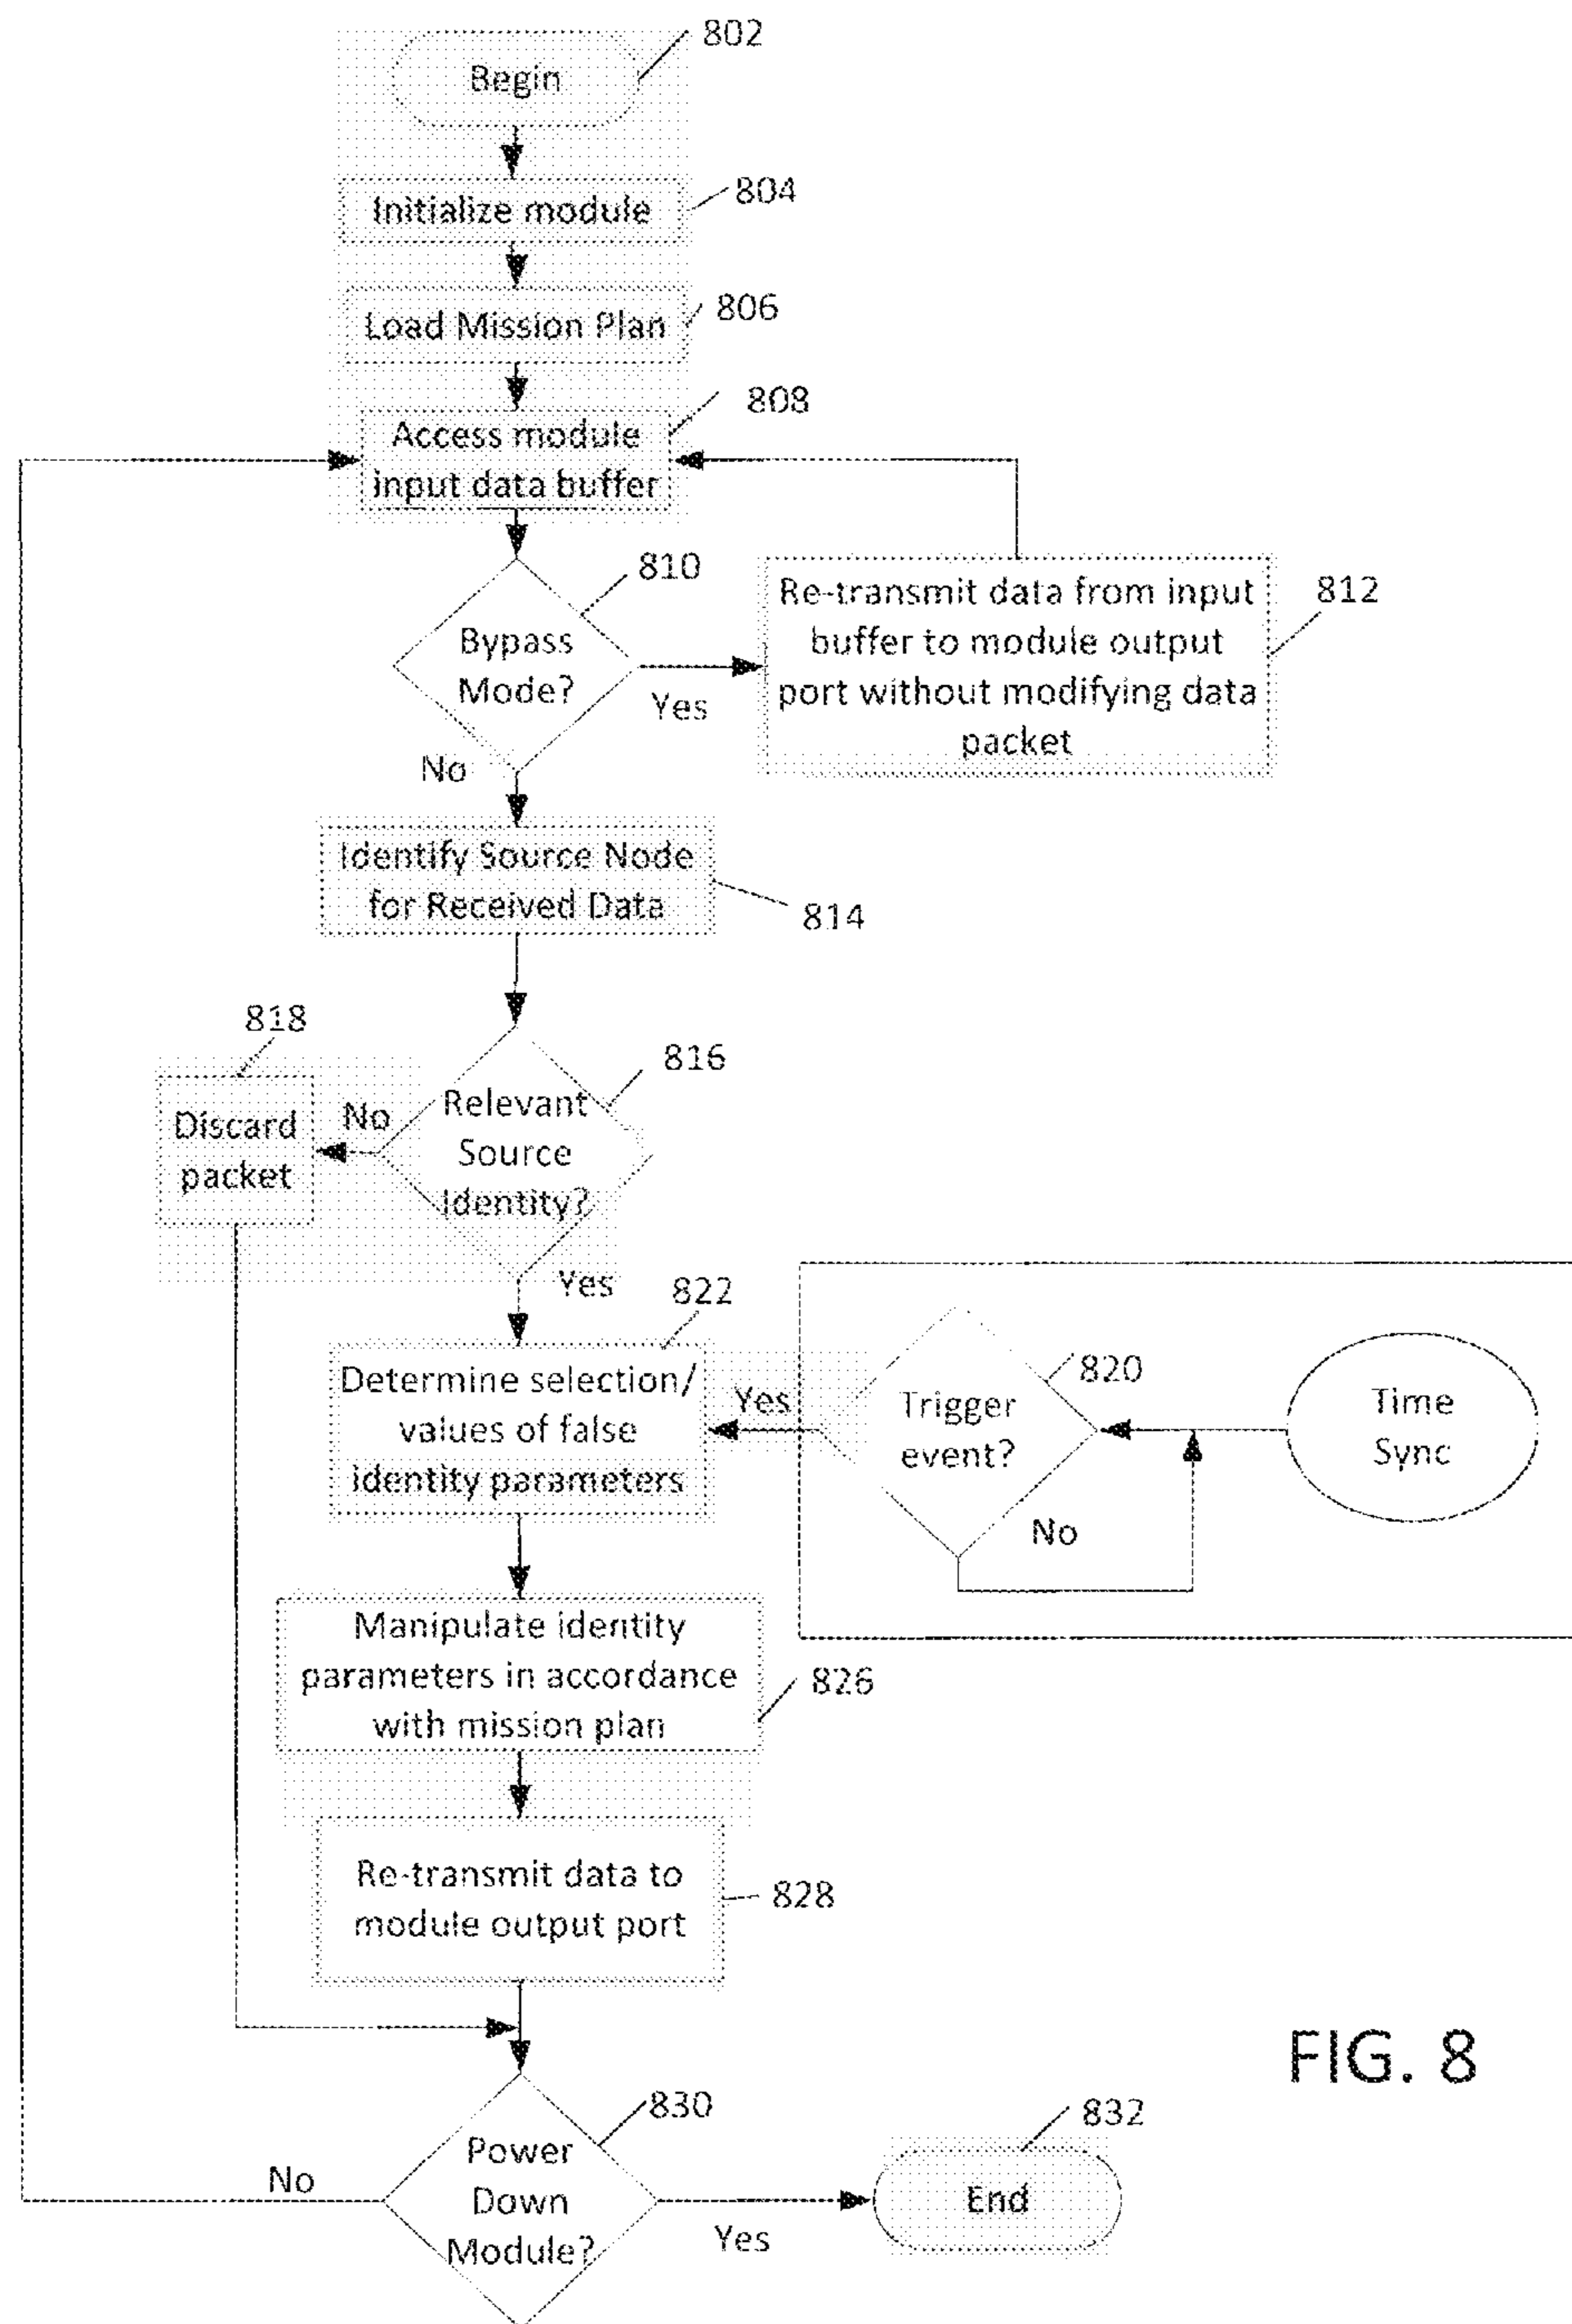 802
Begin
804
Initialize module
806
Load Mission Plan
808
Access module
input data buffer
810
Bypass
Mode?
Yes
No
Re-transmit data from input
buffer to module output
port without modifying data
packet
812
Identify Source Node
for Received Data
814
818
Discard
packet
No
816
Relevant
Source
Identity?
Yes
822
Determine selection/
values of false
identity parameters
Yes
820
Trigger
event?
No
Time
Sync
Manipulate identity
parameters in accordance
with mission plan
826
Re-transmit data to
module output port
828
830
Power
Down
Module?
No
Yes
832
End
FIG. 8